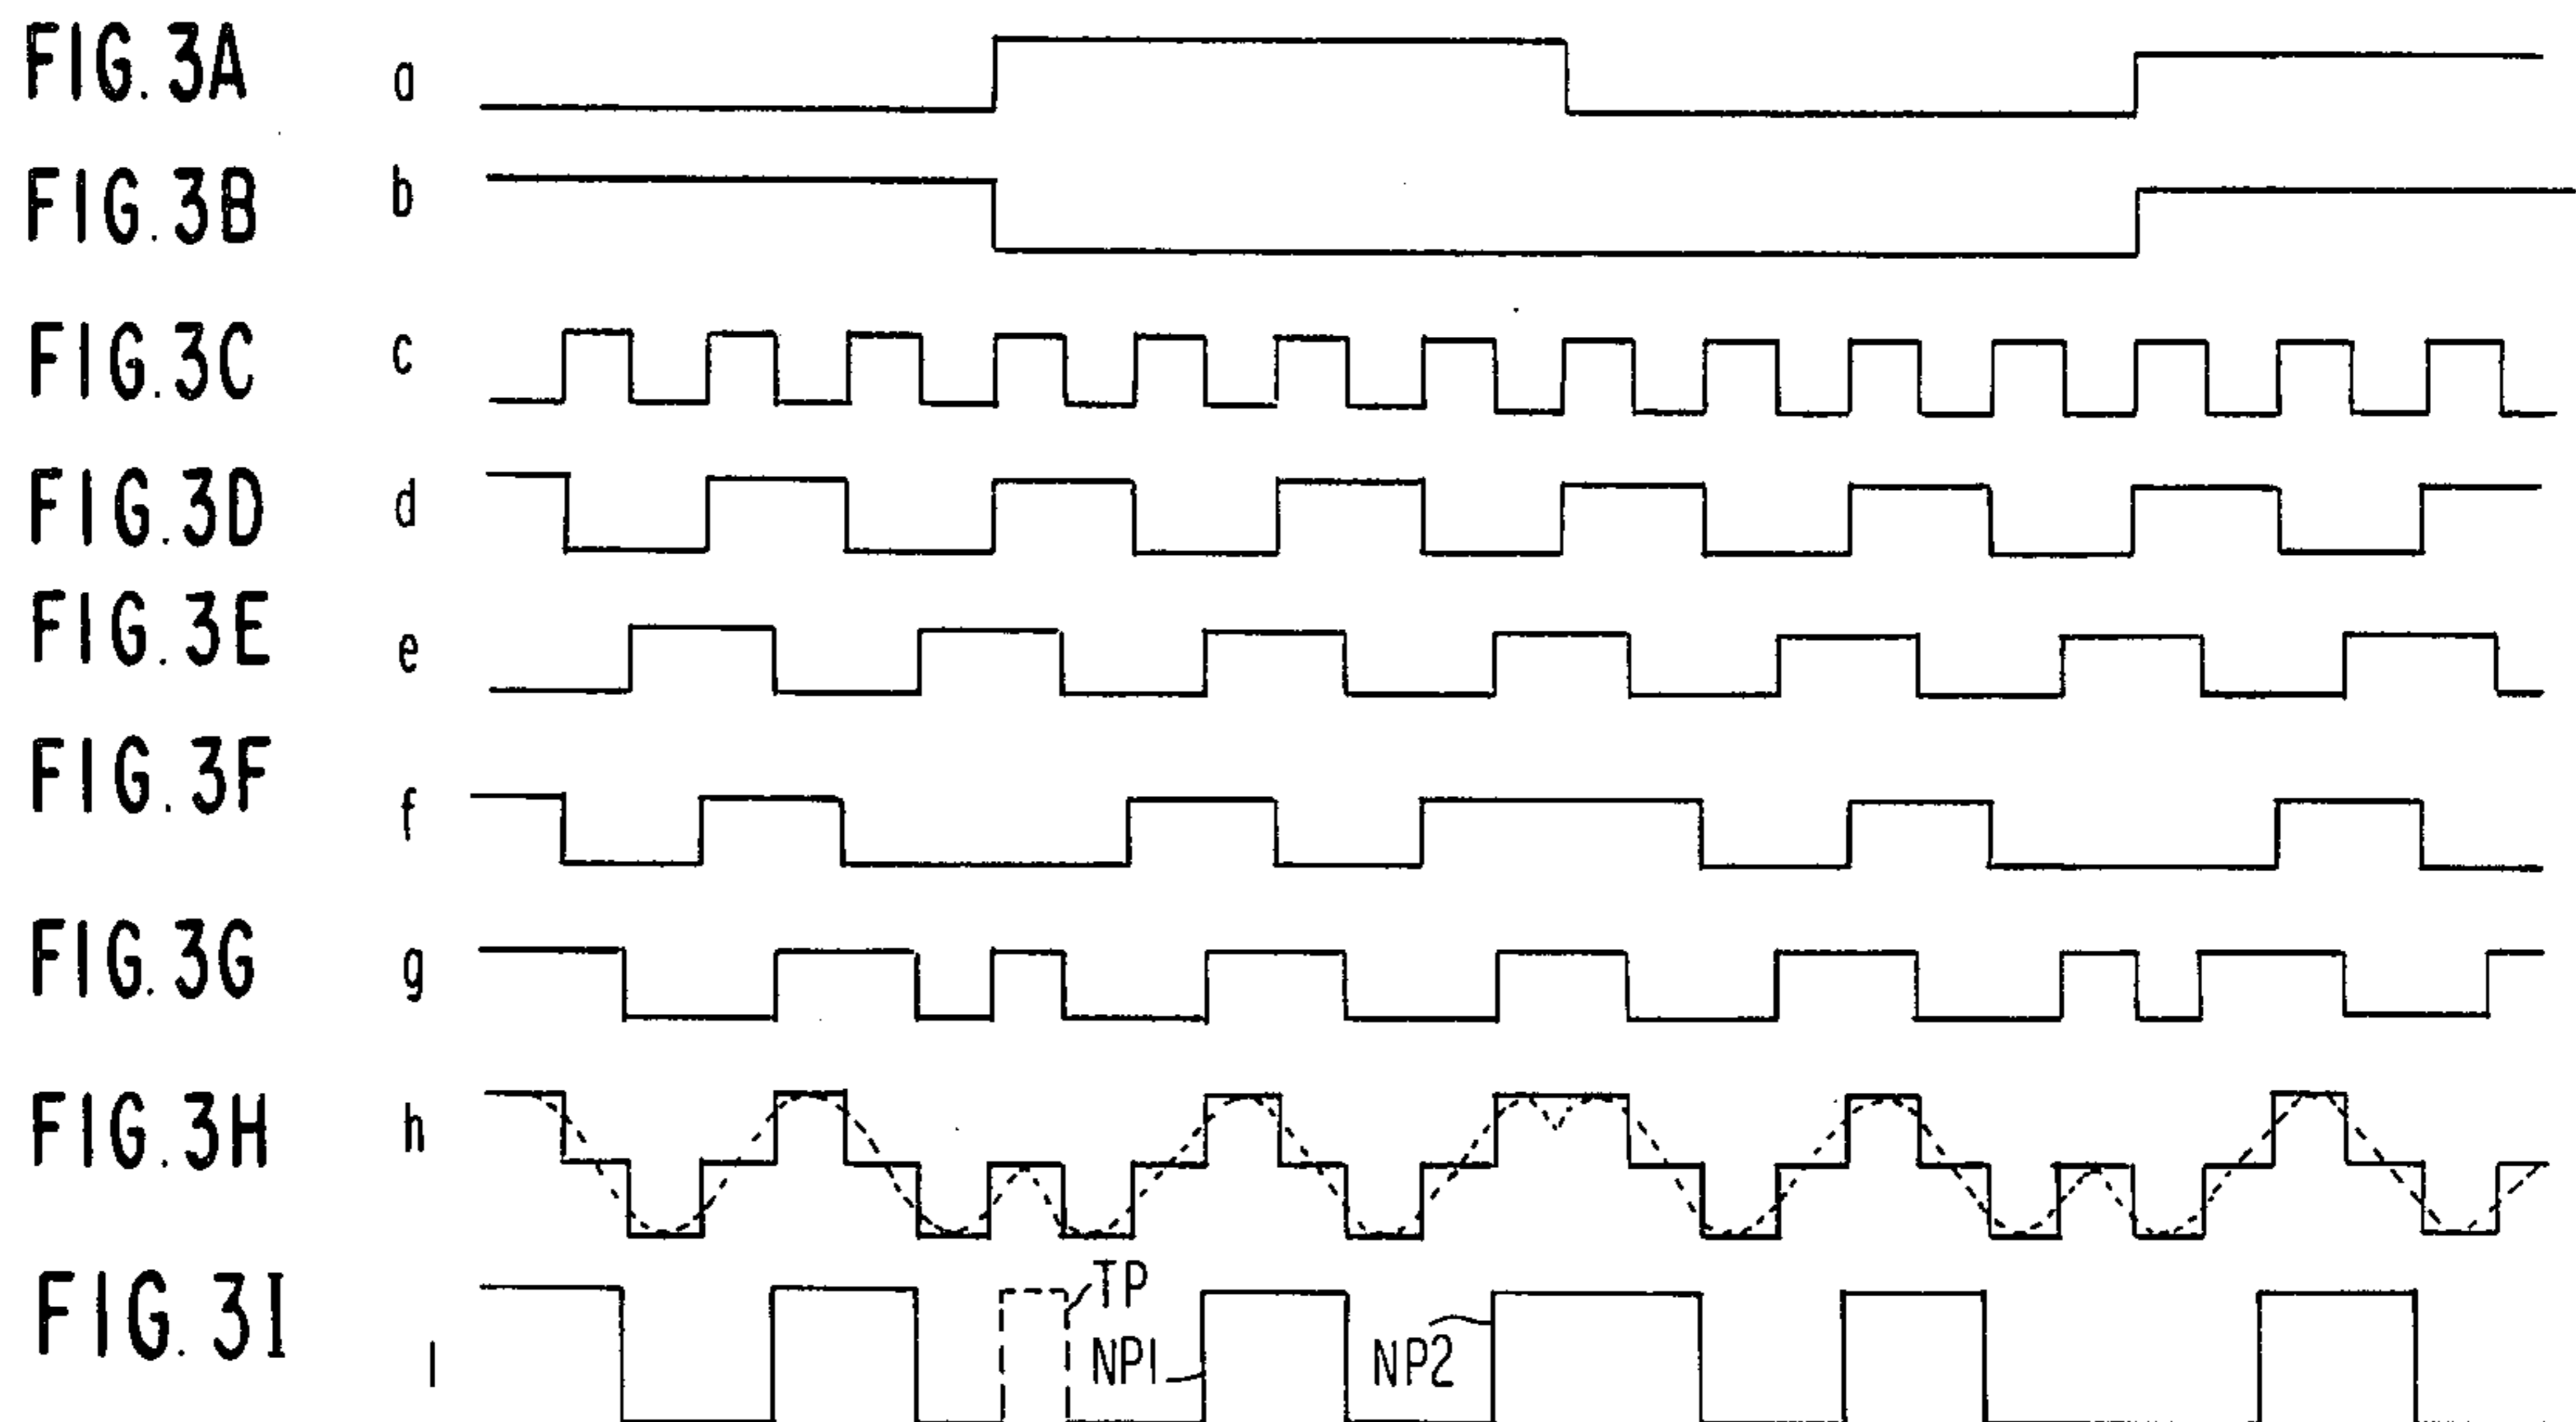 FIG. 3A a
FIG. 3B b
FIG. 3C c
FIG. 3D d
FIG. 3E e
FIG. 3F f
FIG. 3G g
FIG. 3H h
FIG. 3I l
TP
NP1
NP2